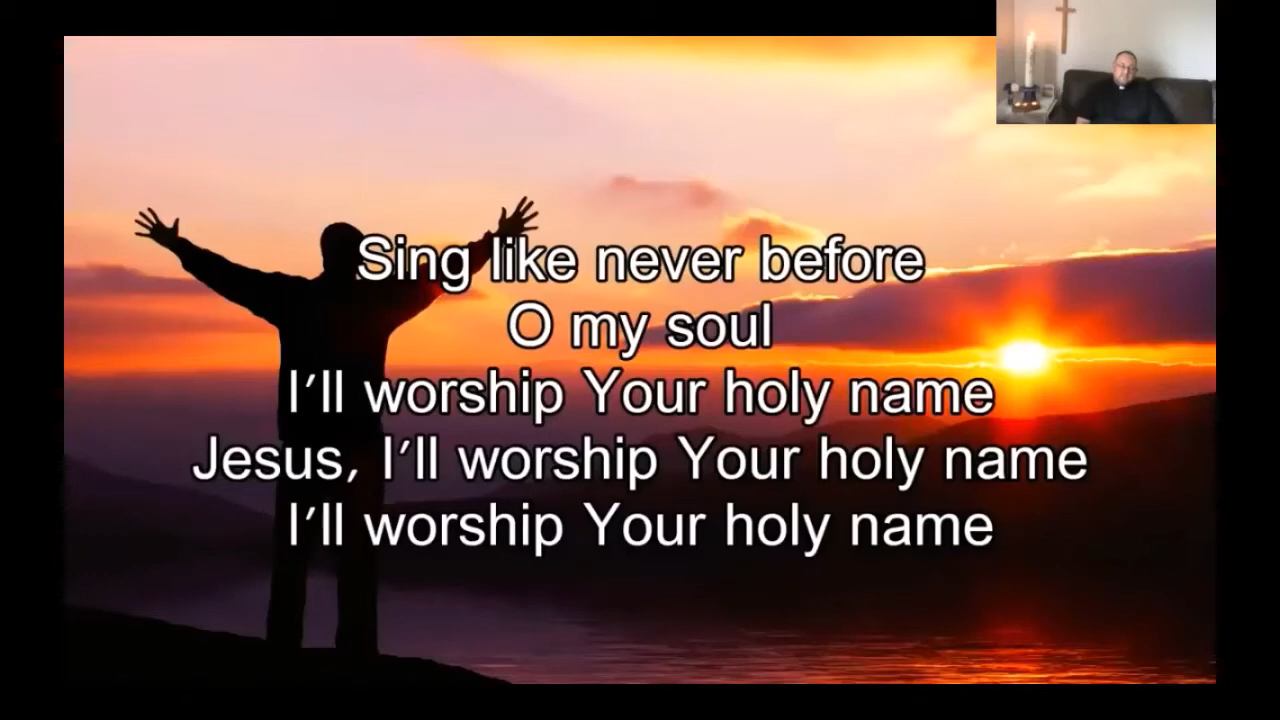 Sing like never before
O my soul
I'll worship Your holy name
Jesus, I'll worship Your holy name
I'll worship Your holy name